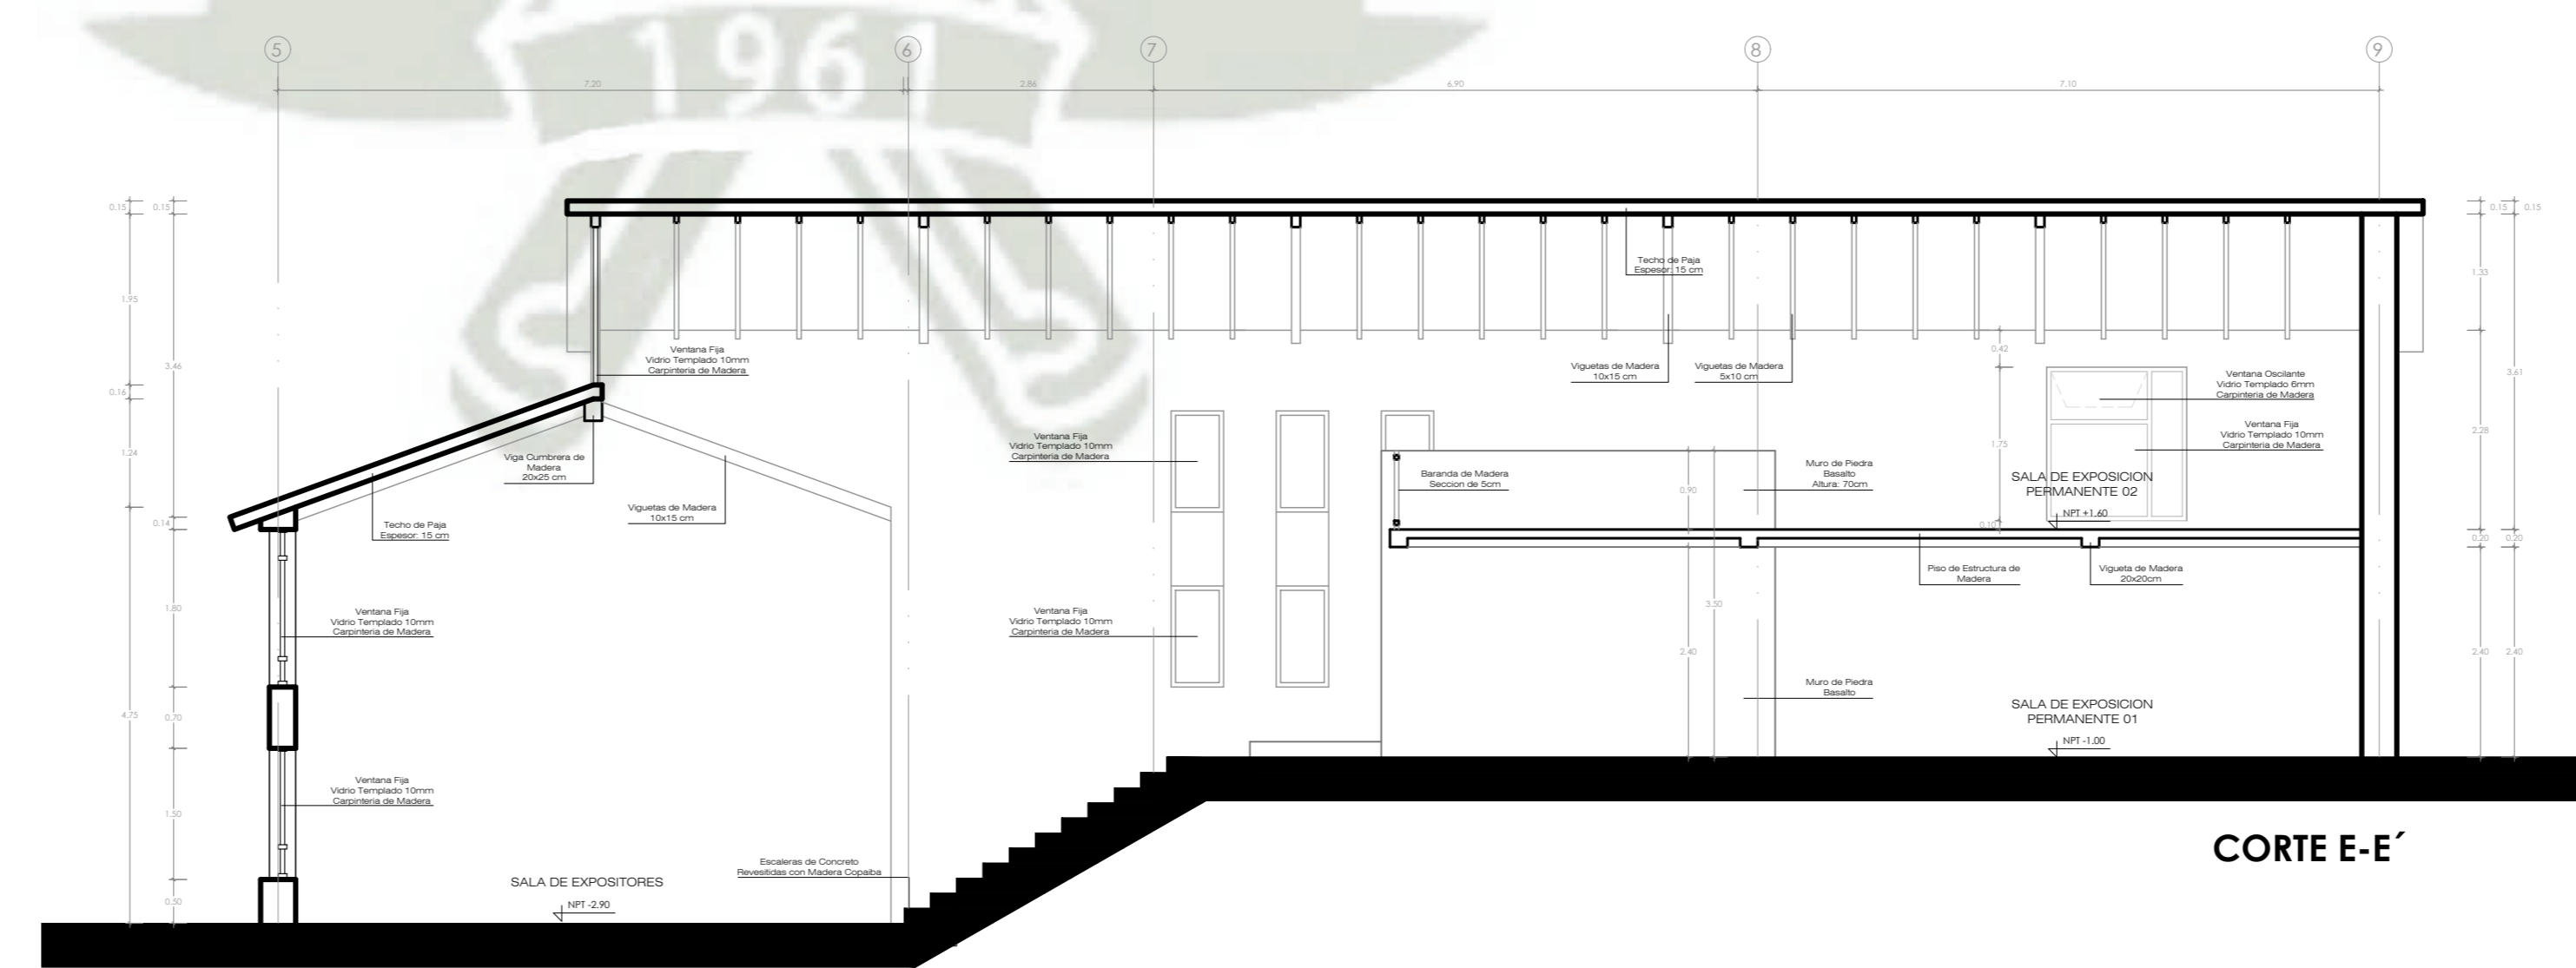 1961
5
6
7
8
9
7.20
2.86
6.90
7.10
0.15
0.15
0.15
0.15
1.95
3.46
0.16
1.24
0.14
1.80
4.75
0.70
1.50
0.50
1.33
3.61
2.28
0.20
0.20
2.40
2.40
Techo de Paja
Espesor: 15 cm
Ventana Fija
Vidrio Templado 10mm
Carpinteria de Madera
Viguetas de Madera
10x15 cm
Viguetas de Madera
5x10 cm
0.42
1.75
0.10
Ventana Oscilante
Vidrio Templado 6mm
Carpinteria de Madera
Ventana Fija
Vidrio Templado 10mm
Carpinteria de Madera
Ventana Fija
Vidrio Templado 10mm
Carpinteria de Madera
Viga Cumbrera de
Madera
20x25 cm
Viguetas de Madera
10x15 cm
Techo de Paja
Espesor: 15 cm
Baranda de Madera
Seccion de 5cm
0.90
Muro de Piedra
Basalto
Altura: 70cm
SALA DE EXPOSICION
PERMANENTE 02
NPT +1.60
Piso de Estructura de
Madera
Vigueta de Madera
20x20cm
Ventana Fija
Vidrio Templado 10mm
Carpinteria de Madera
Ventana Fija
Vidrio Templado 10mm
Carpinteria de Madera
3.50
2.40
Muro de Piedra
Basalto
SALA DE EXPOSICION
PERMANENTE 01
NPT -1.00
Ventana Fija
Vidrio Templado 10mm
Carpinteria de Madera
Escaleras de Concreto
Revesitidas con Madera Copaiba
SALA DE EXPOSITORES
NPT -2.90
CORTE E-E´